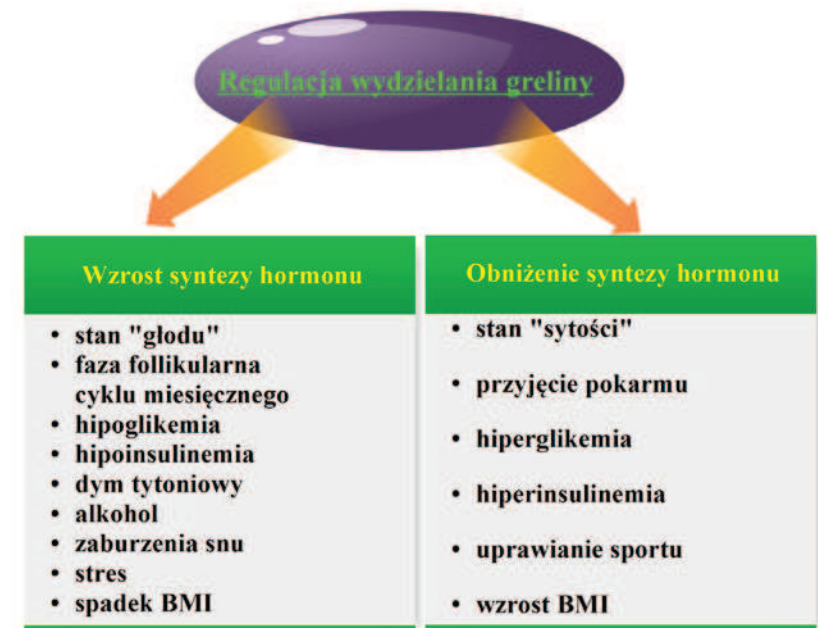 Regulacja wydzielania greliny
Wzrost syntezy hormonu
• stan "głodu"
• faza follikularna
cyklu miesięcznego
• hipoglikemia
• hipoinsulinemia
• dym tytoniowy
• alkohol
• zaburzenia snu
• stres
• spadek BMI
Obniżenie syntezy hormonu
• stan "sytości"
• przyjęcie pokarmu
• hiperglikemia
• hiperinsulinemia
• uprawianie sportu
• wzrost BMI